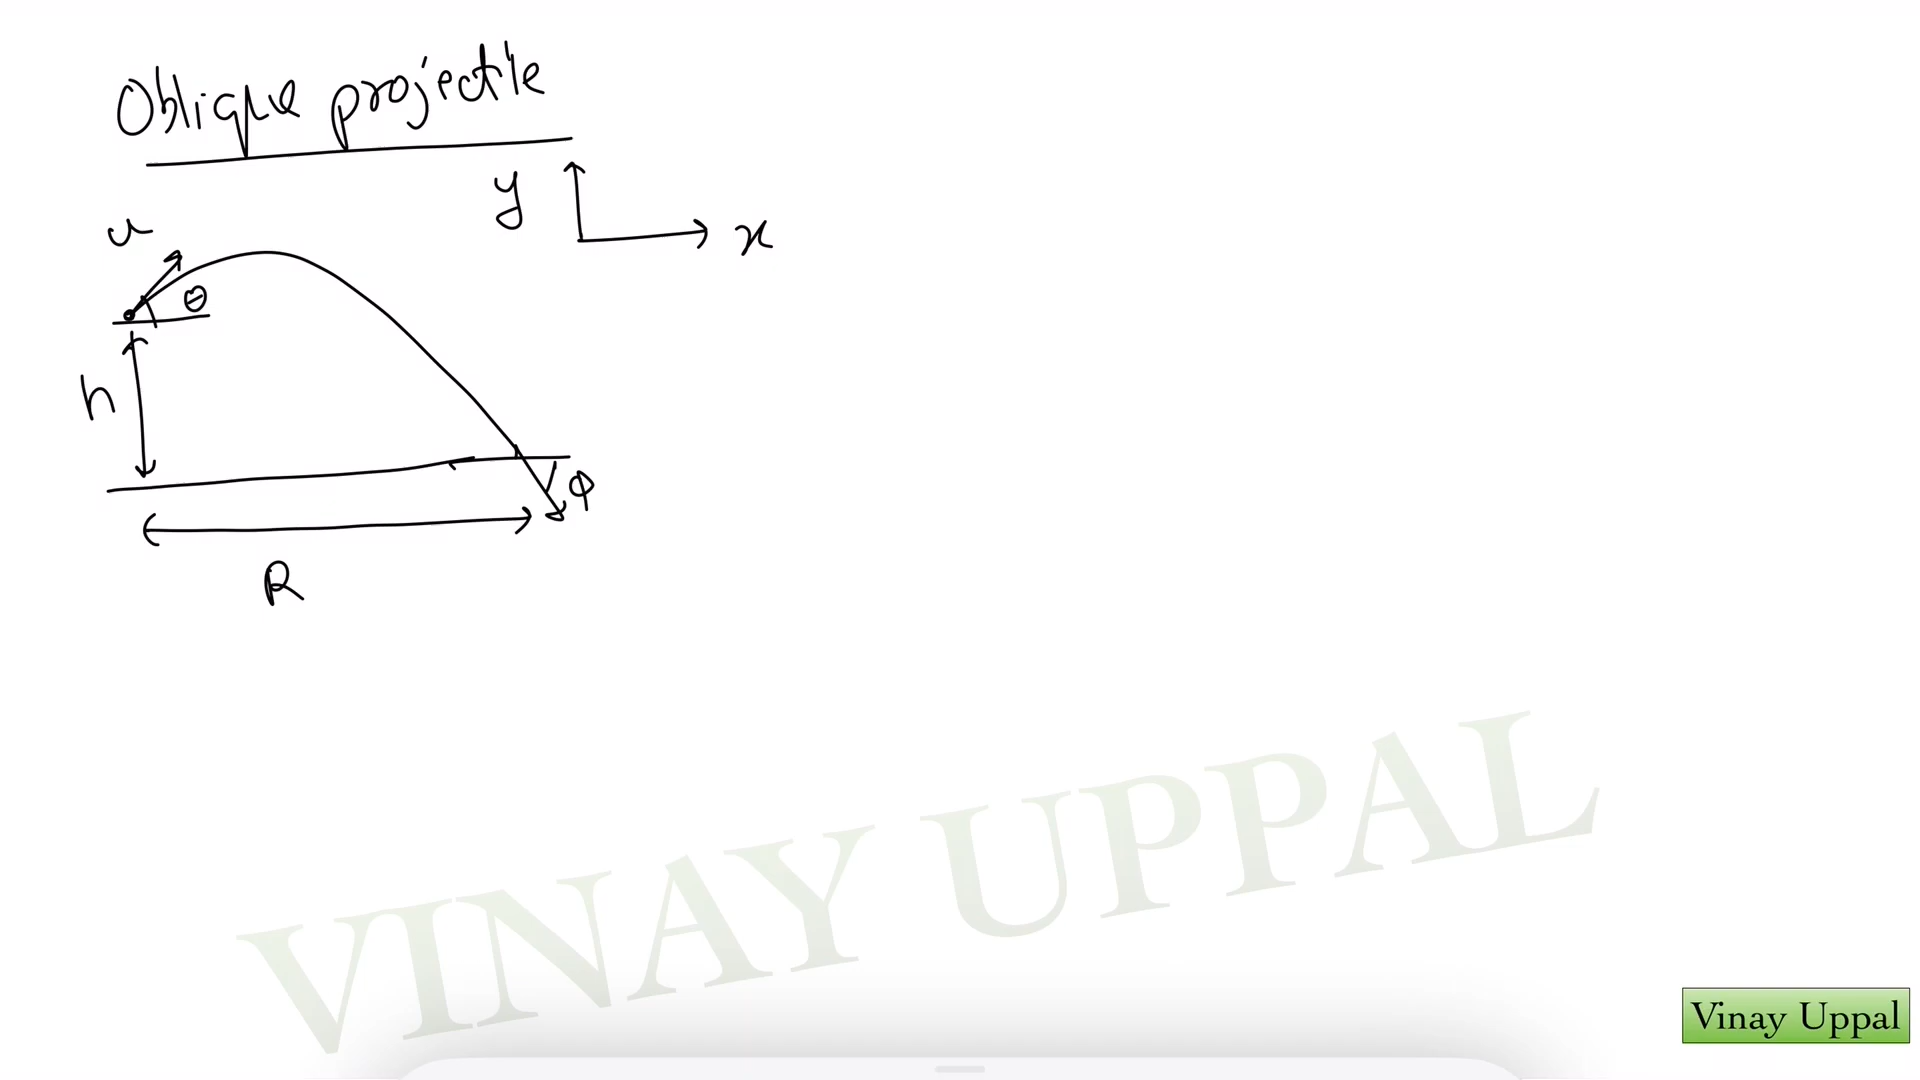 Oblique projectile
y
x
u
θ
h
ϕ
R
VINAY UPPAL
Vinay Uppal